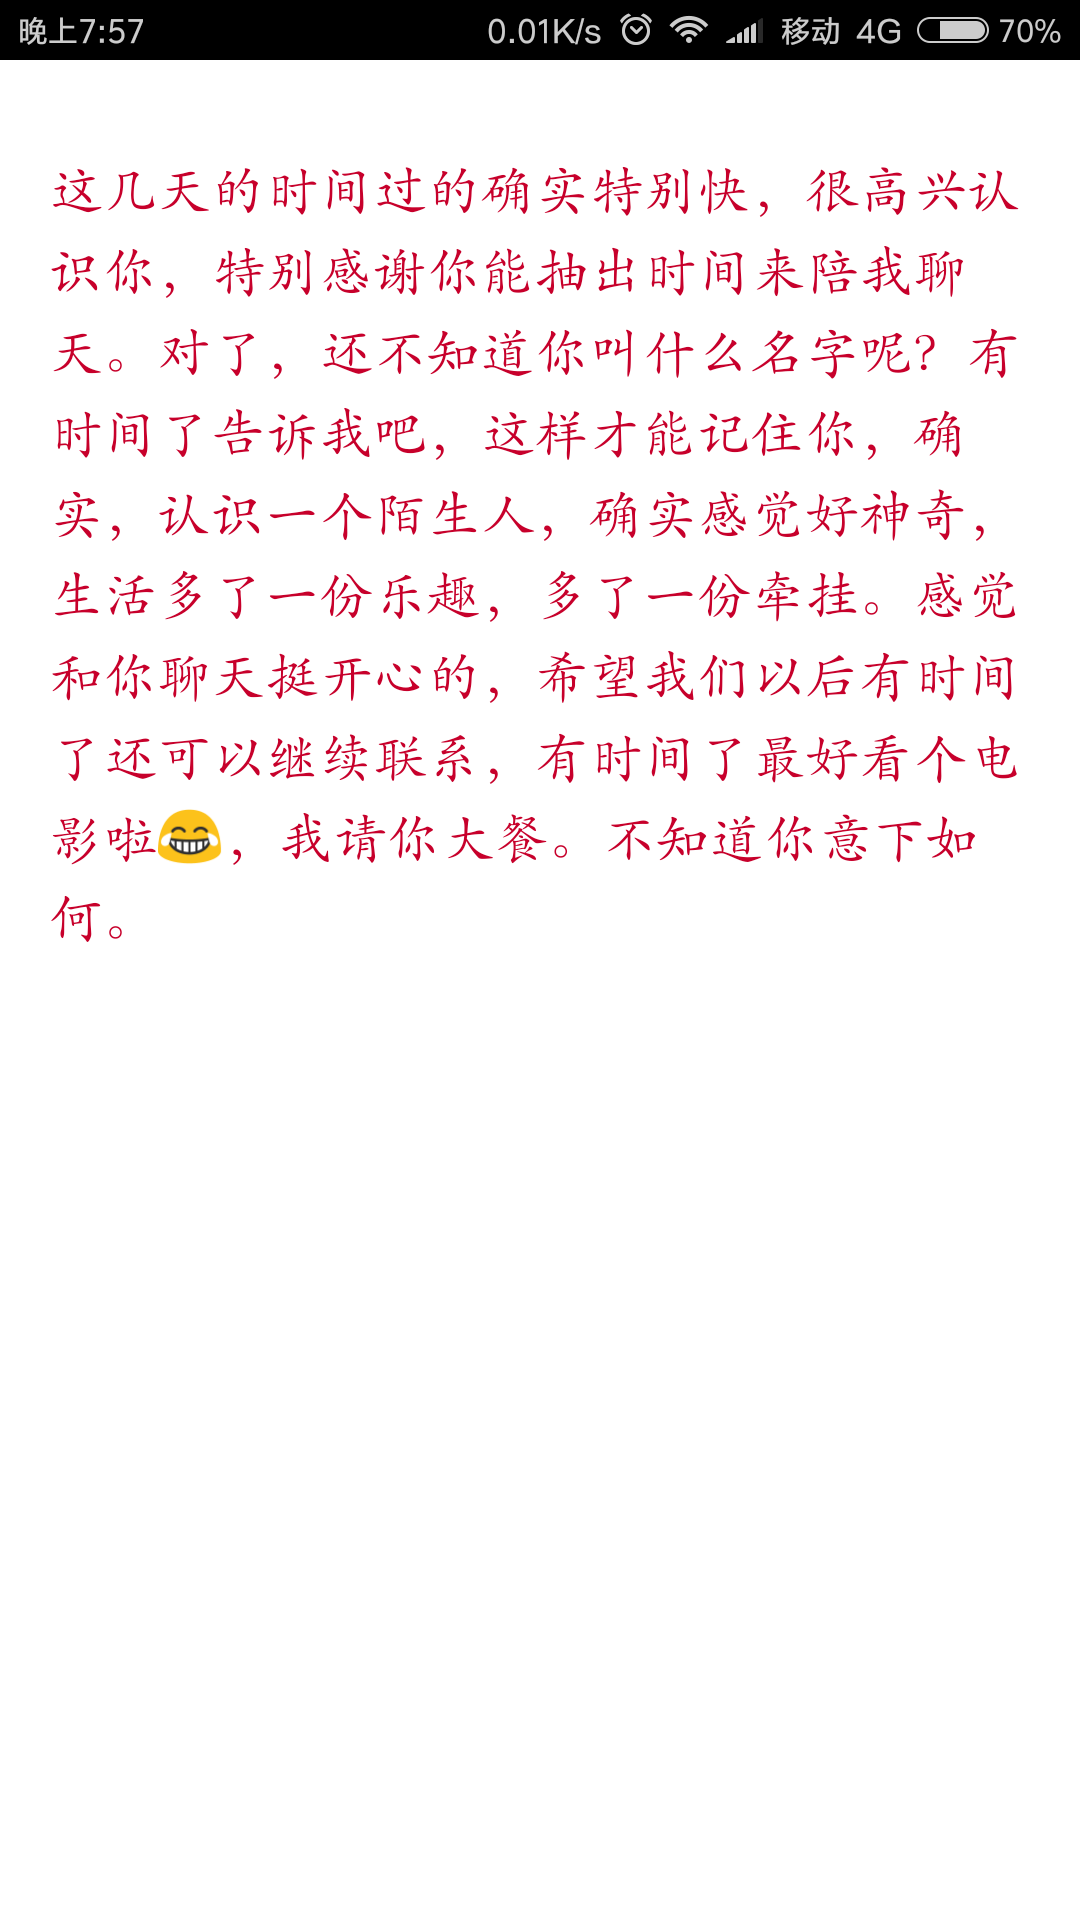 晚上7:57 0.01K/s 移动 4G 70%
这几天的时间过的确实特别快，很高兴认
识你，特别感谢你能抽出时间来陪我聊
天。对了，还不知道你叫什么名字呢？有
时间了告诉我吧，这样才能记住你，确
实，认识一个陌生人，确实感觉好神奇，
生活多了一份乐趣，多了一份牵挂。感觉
和你聊天挺开心的，希望我们以后有时间
了还可以继续联系，有时间了最好看个电
影啦😂，我请你大餐。不知道你意下如
何。